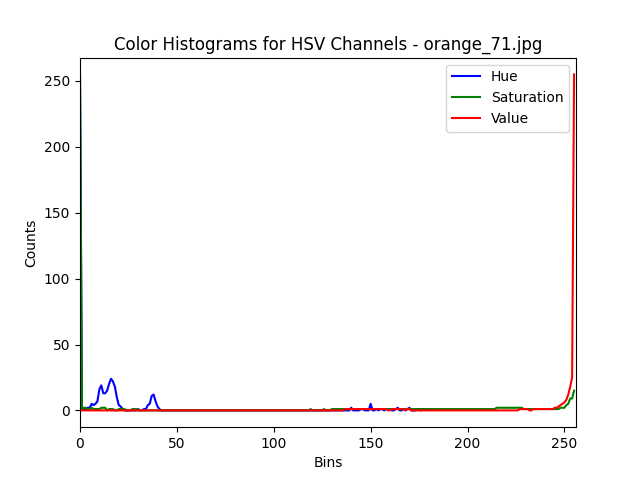 Color Histograms for HSV Channels - orange_71.jpg
Hue
Saturation
Value
250
200
150
100
50
0
Counts
0 50 100 150 200 250
Bins